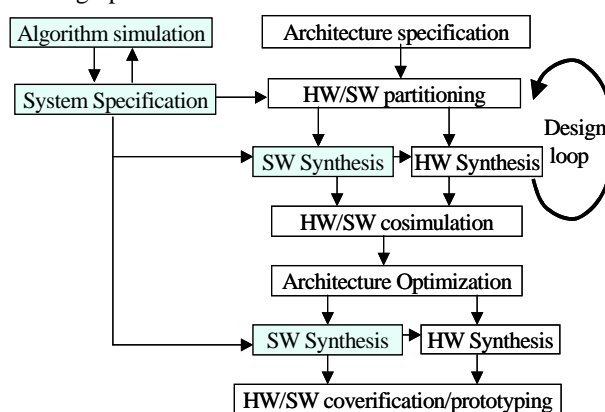 Algorithm simulation
Architecture specification
System Specification
HW/SW partitioning
Design
loop
SW Synthesis
HW Synthesis
HW/SW cosimulation
Architecture Optimization
SW Synthesis
HW Synthesis
HW/SW coverification/prototyping